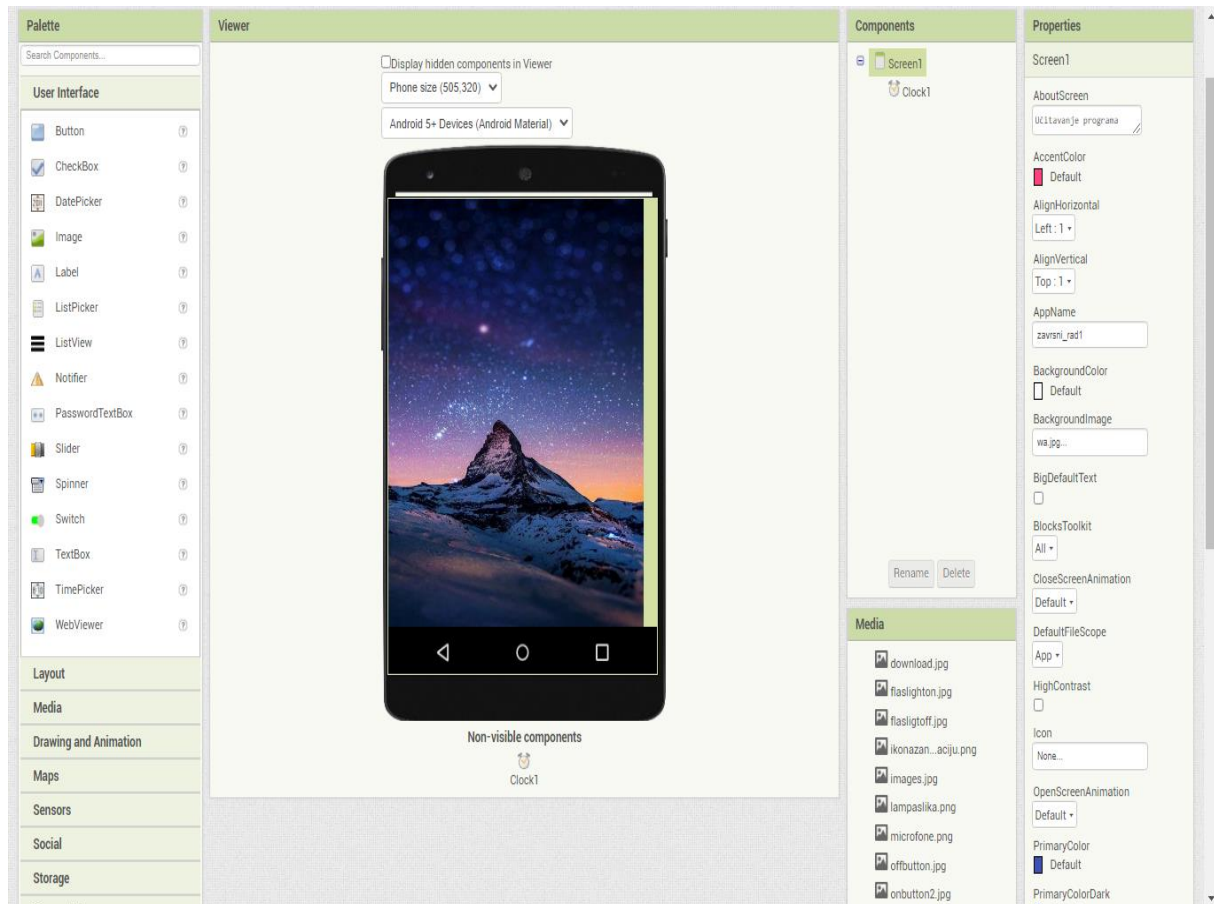 Palette
Search Components...
User Interface
Button
CheckBox
DatePicker
Image
Label
ListPicker
ListView
Notifier
PasswordTextBox
Slider
Spinner
Switch
TextBox
TimePicker
WebViewer
Layout
Media
Drawing and Animation
Maps
Sensors
Social
Storage
Viewer
Display hidden components in Viewer
Phone size (505,320)
Android 5+ Devices (Android Material)
Non-visible components
Clock1
Components
Screen1
Clock1
Rename Delete
Media
download.jpg
flaslighton.jpg
flasligtoff.jpg
ikonazan...aciju.png
images.jpg
lampaslika.png
microfone.png
offbutton.jpg
onbutton2.jpg
Properties
Screen1
AboutScreen
Učitavanje programa
AccentColor
Default
AlignHorizontal
Left : 1
AlignVertical
Top : 1
AppName
zavrsni_rad1
BackgroundColor
Default
BackgroundImage
wa.jpg...
BigDefaultText
BlocksToolkit
All
CloseScreenAnimation
Default
DefaultFileScope
App
HighContrast
Icon
None...
OpenScreenAnimation
Default
PrimaryColor
Default
PrimaryColorDark